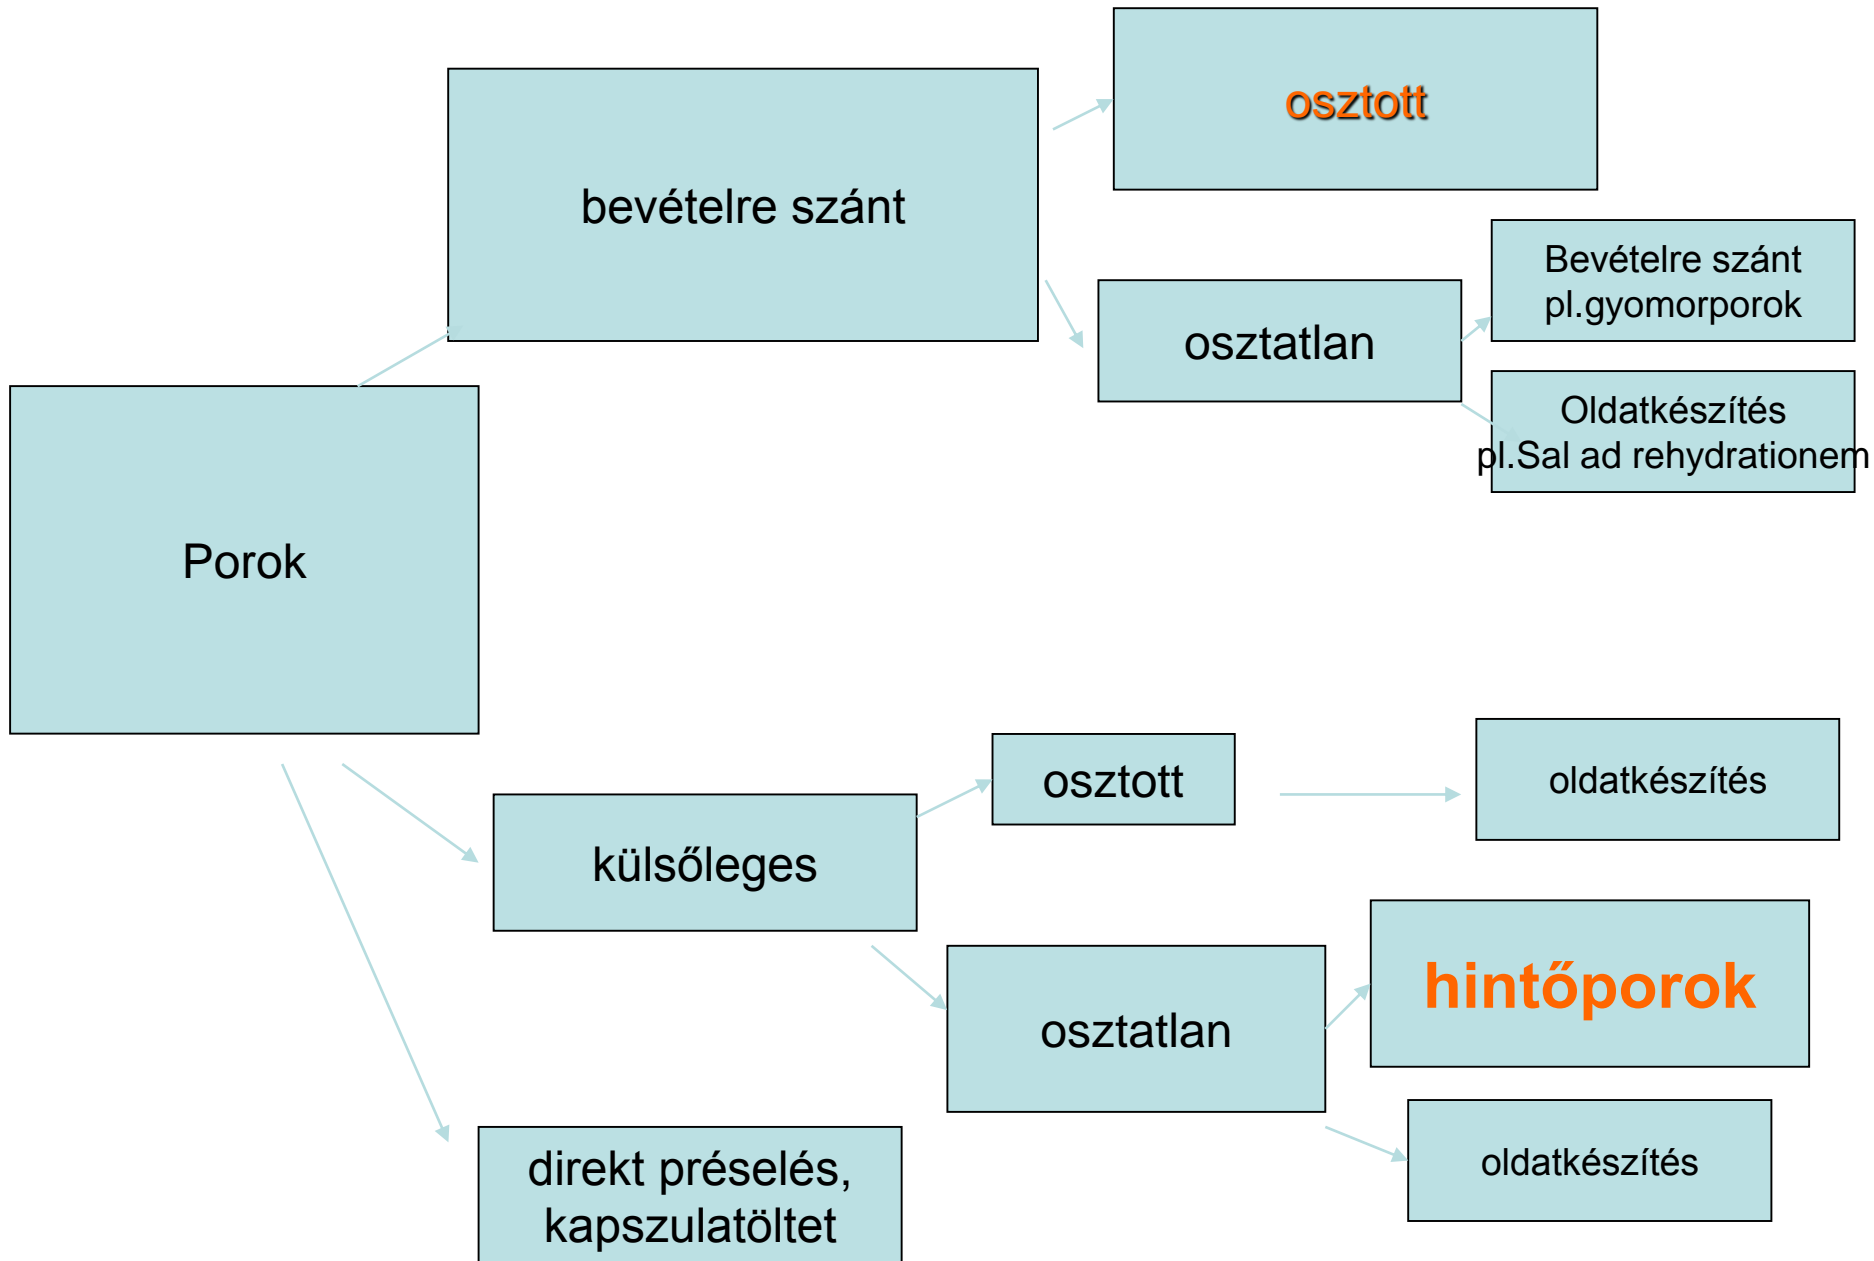 osztott
bevételre szánt
Bevételre szánt
pl.gyomorporok
osztatlan
Oldatkészítés
pl.Sal ad rehydrationem
Porok
osztott
oldatkészítés
külsőleges
hintőporok
osztatlan
oldatkészítés
direkt préselés,
kapszulatöltet